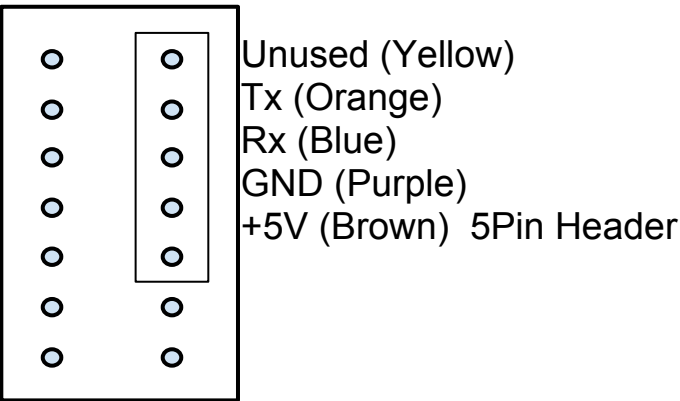 Unused (Yellow)
Tx (Orange)
Rx (Blue)
GND (Purple)
+5V (Brown)  5Pin Header